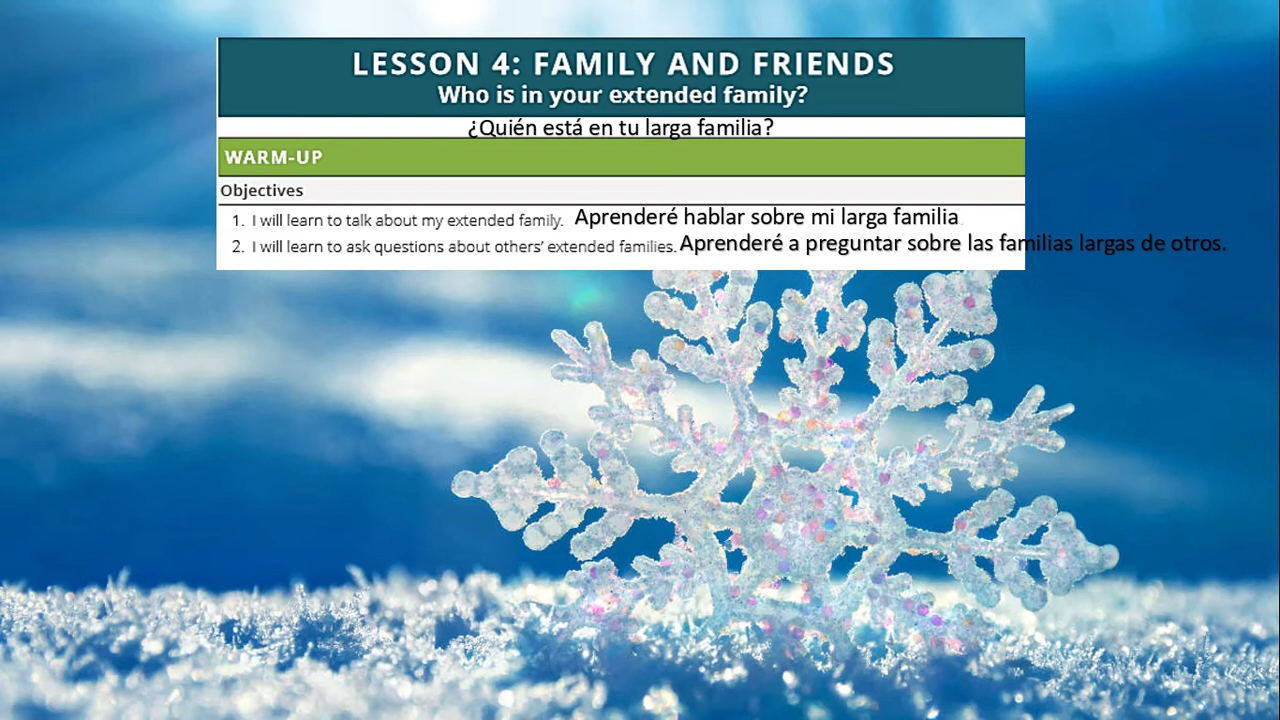 LESSON 4: FAMILY AND FRIENDS
Who is in your extended family?
¿Quién está en tu larga familia?
WARM-UP
Objectives
1. I will learn to talk about my extended family. Aprenderé hablar sobre mi larga familia
2. I will learn to ask questions about others' extended families. Aprenderé a preguntar sobre las familias largas de otros.